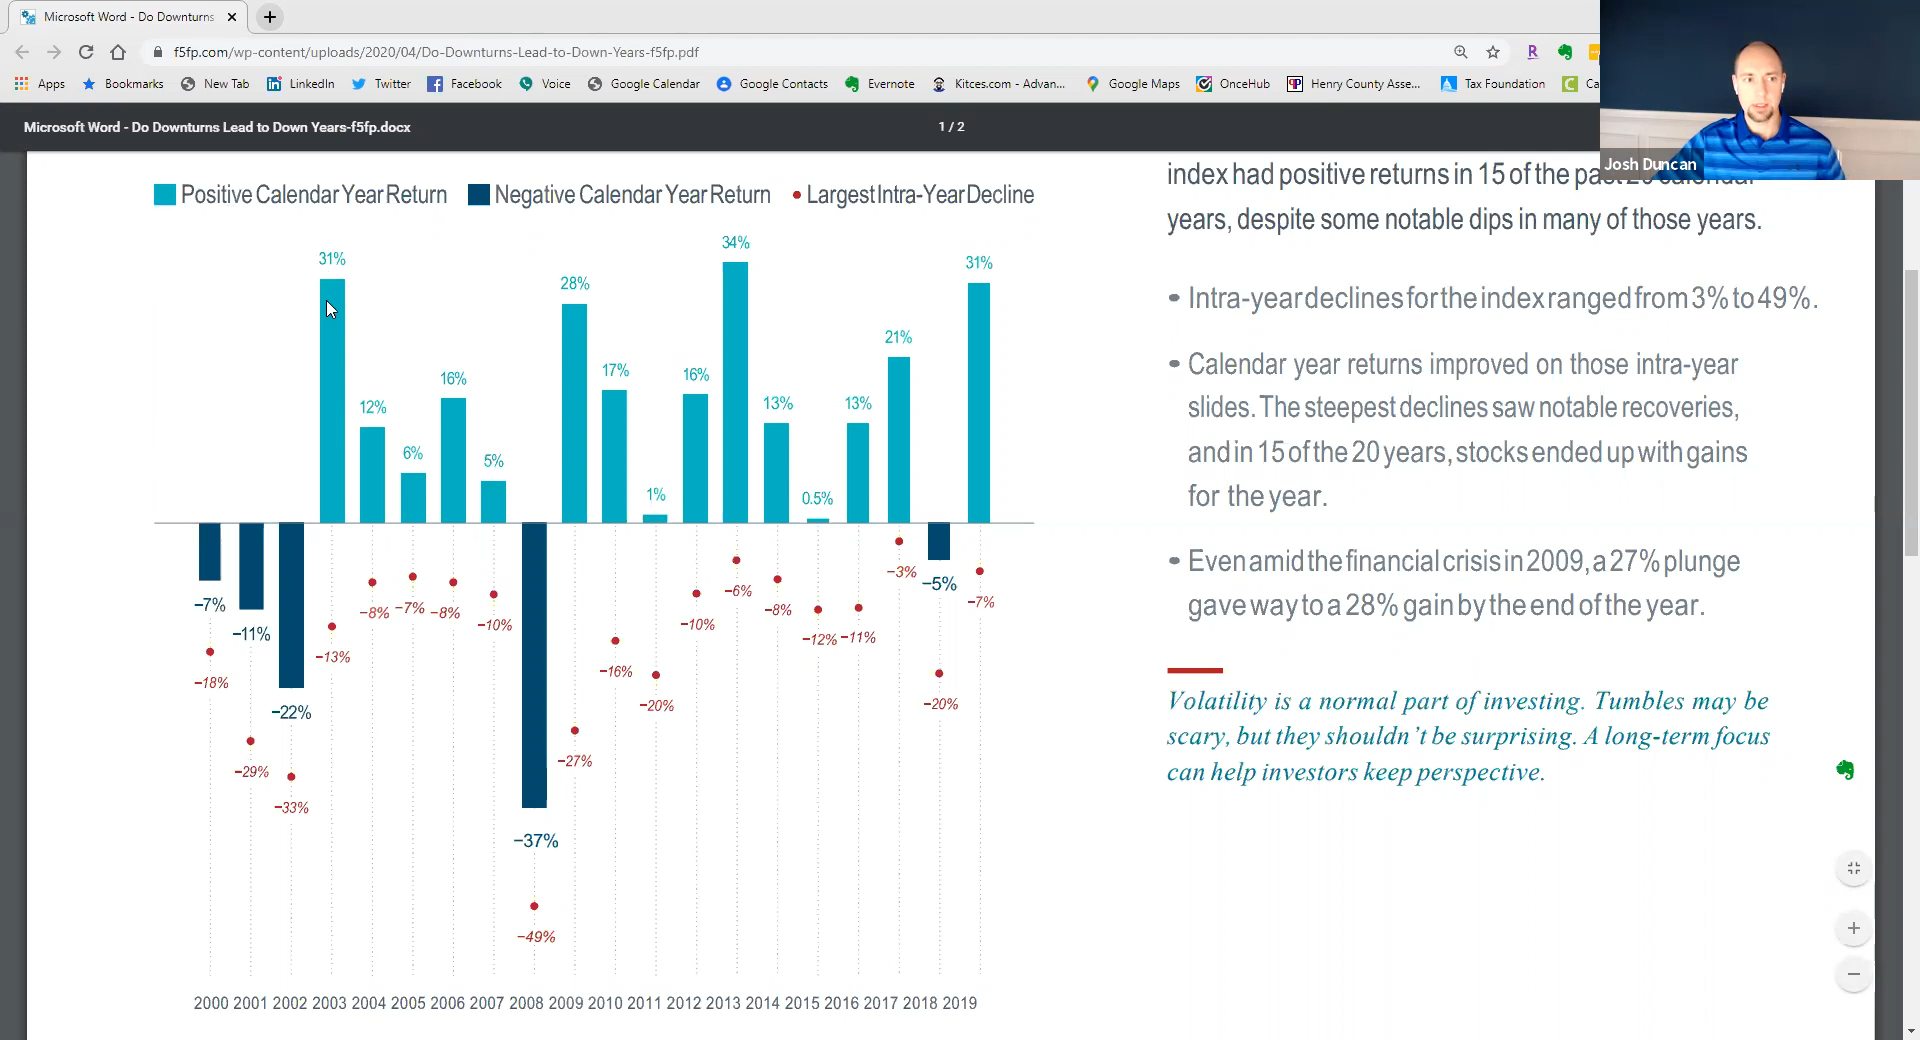 Microsoft Word - Do Downturns
f5fp.com/wp-content/uploads/2020/04/Do-Downturns-Lead-to-Down-Years-f5fp.pdf
Apps Bookmarks New Tab LinkedIn Twitter Facebook Voice Google Calendar Google Contacts Evernote Kitces.com - Advan... Google Maps OnceHub Henry County Asse... Tax Foundation Ca
Microsoft Word - Do Downturns Lead to Down Years-f5fp.docx
1 / 2
Josh Duncan
Positive Calendar Year Return Negative Calendar Year Return Largest Intra-Year Decline
34%
31% 31%
28%
21%
17%
16% 16%
13% 13%
12%
6%
5%
1% 0.5%
−3% −5%
−6%
−7% −8% −7% −8% −10% −10% −8% −7%
−11% −12% −11%
−13%
−16%
−18%
−20% −20%
−22%
−27%
−29%
−33%
−37%
−49%
2000 2001 2002 2003 2004 2005 2006 2007 2008 2009 2010 2011 2012 2013 2014 2015 2016 2017 2018 2019
index had positive returns in 15 of the past 20 calendar
years, despite some notable dips in many of those years.
• Intra-year declines for the index ranged from 3% to 49%.
• Calendar year returns improved on those intra-year
slides. The steepest declines saw notable recoveries,
and in 15 of the 20 years, stocks ended up with gains
for the year.
• Even amid the financial crisis in 2009, a 27% plunge
gave way to a 28% gain by the end of the year.
Volatility is a normal part of investing. Tumbles may be
scary, but they shouldn't be surprising. A long-term focus
can help investors keep perspective.